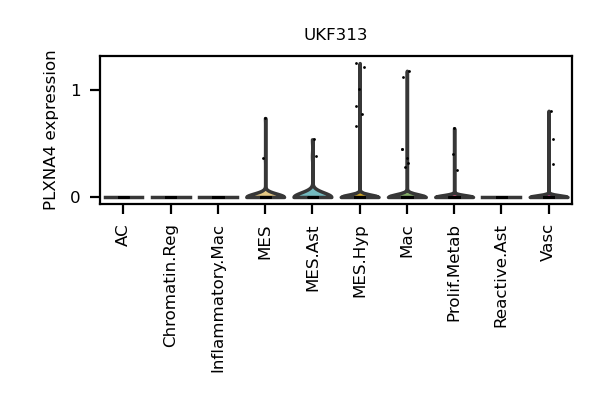 UKF313
PLXNA4 expression
1
0
AC
Chromatin.Reg
Inflammatory.Mac
MES
MES.Ast
MES.Hyp
Mac
Prolif.Metab
Reactive.Ast
Vasc